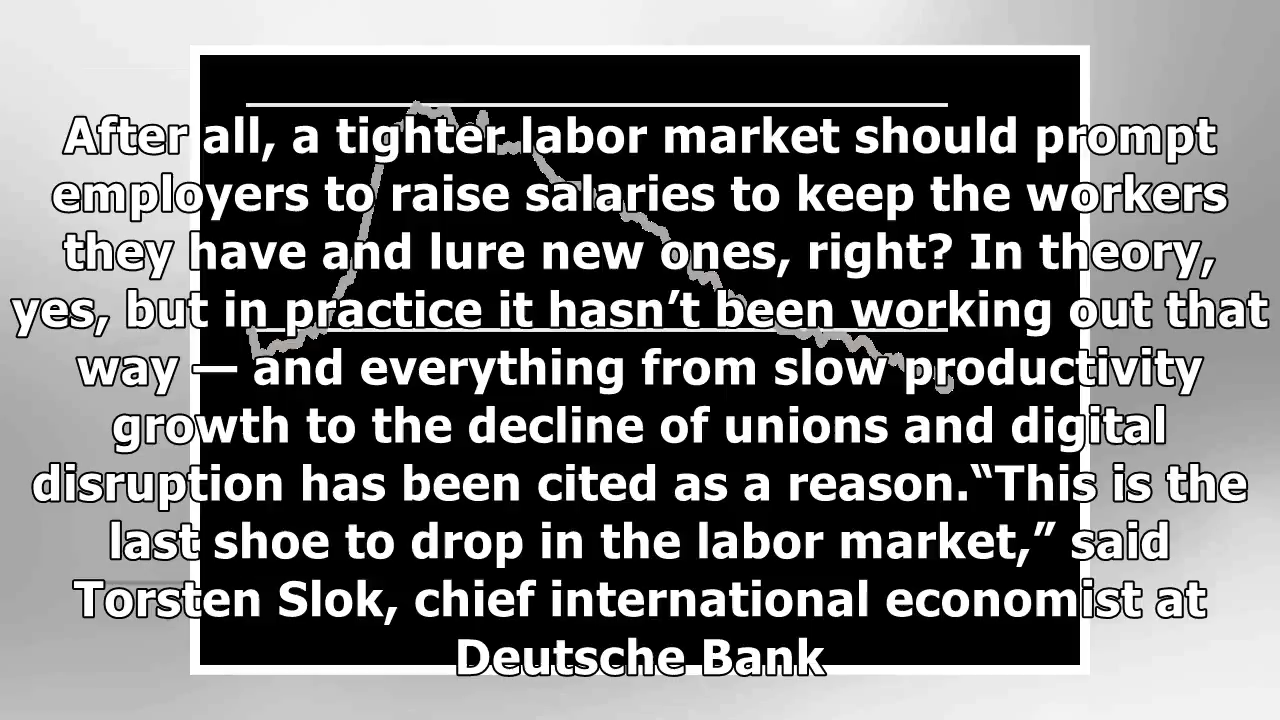 After all, a tighter labor market should prompt
employers to raise salaries to keep the workers
they have and lure new ones, right? In theory,
yes, but in practice it hasn’t been working out that
way — and everything from slow productivity
growth to the decline of unions and digital
disruption has been cited as a reason.“This is the
last shoe to drop in the labor market,” said
Torsten Slok, chief international economist at
Deutsche Bank